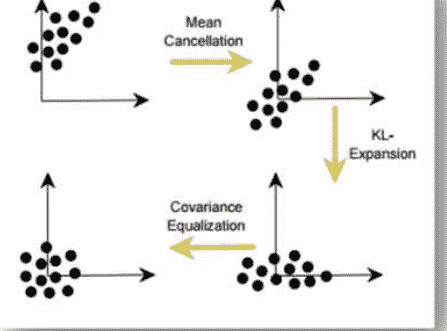 Mean
Cancellation
KL-
Expansion
Covariance
Equalization